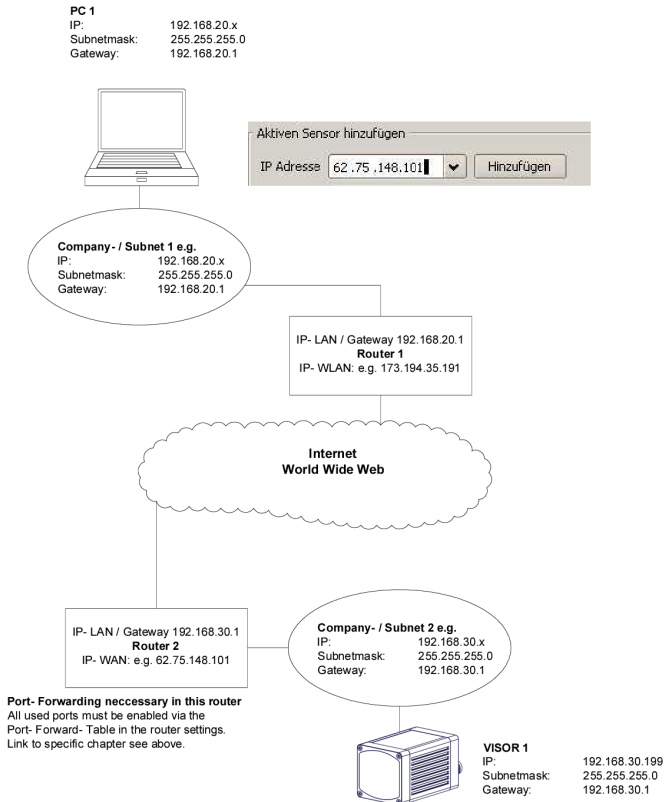 PC 1
IP: 192.168.20.x
Subnetmask: 255.255.255.0
Gateway: 192.168.20.1
Aktiven Sensor hinzufügen
IP Adresse 62 .75 .148.101 Hinzufügen
Company- / Subnet 1 e.g.
IP: 192.168.20.x
Subnetmask: 255.255.255.0
Gateway: 192.168.20.1
IP- LAN / Gateway 192.168.20.1
Router 1
IP- WLAN: e.g. 173.194.35.191
Internet
World Wide Web
IP- LAN / Gateway 192.168.30.1
Router 2
IP- WAN: e.g. 62.75.148.101
Company- / Subnet 2 e.g.
IP: 192.168.30.x
Subnetmask: 255.255.255.0
Gateway: 192.168.30.1
Port- Forwarding neccessary in this router
All used ports must be enabled via the
Port- Forward- Table in the router settings.
Link to specific chapter see above.
VISOR 1
IP: 192.168.30.199
Subnetmask: 255.255.255.0
Gateway: 192.168.30.1